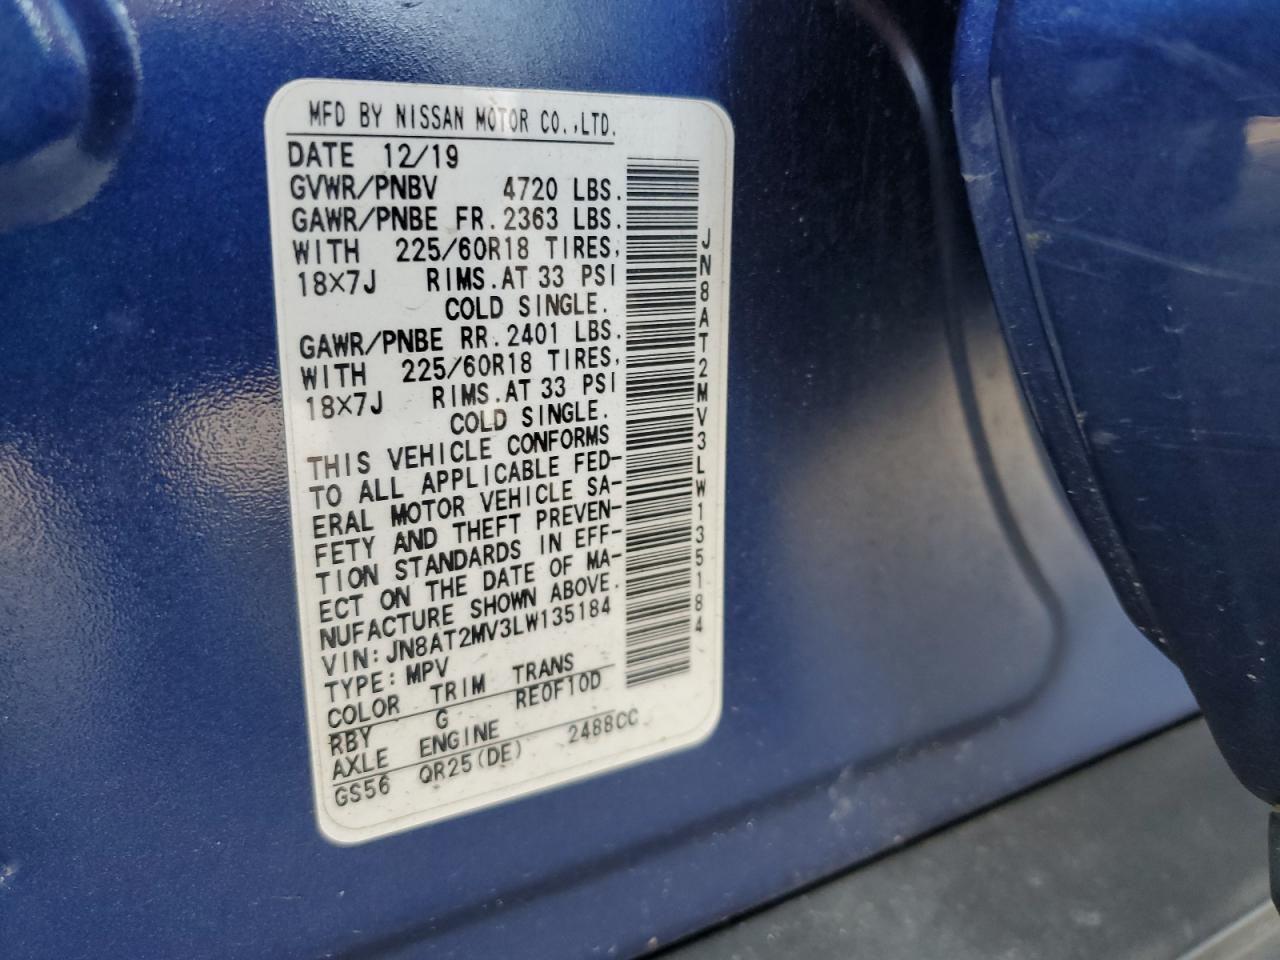 MFD BY NISSAN MOTOR CO.,LTD.
DATE 12/19
GVWR/PNBV 4720 LBS.
GAWR/PNBE FR.2363 LBS.
WITH 225/60R18 TIRES,
18×7J RIMS.AT 33 PSI
COLD SINGLE.
GAWR/PNBE RR.2401 LBS.
WITH 225/60R18 TIRES,
18×7J RIMS.AT 33 PSI
COLD SINGLE.
THIS VEHICLE CONFORMS
TO ALL APPLICABLE FED-
ERAL MOTOR VEHICLE SA-
FETY AND THEFT PREVEN-
TION STANDARDS IN EFF-
ECT ON THE DATE OF MA-
NUFACTURE SHOWN ABOVE.
VIN:JN8AT2MV3LW135184
TYPE:MPV
COLOR TRIM TRANS
RBY G RE0F10D
AXLE ENGINE
GS56 QR25(DE) 2488CC
JN8AT2MV3LW135184